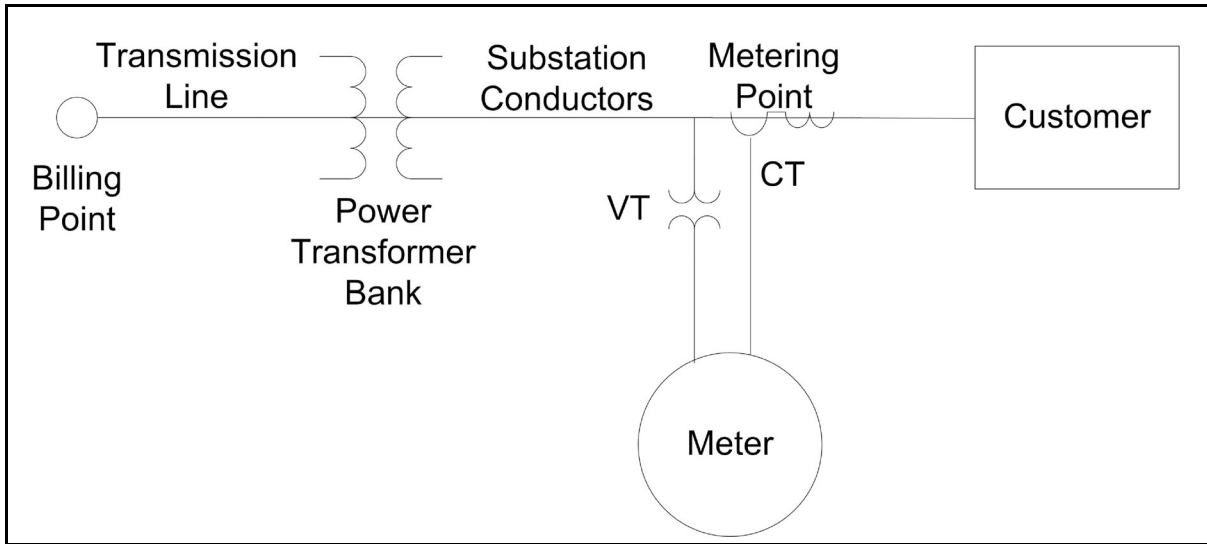 Transmission
Line
Substation
Conductors
Metering
Point
Customer
Billing
Point
Power
Transformer
Bank
VT
CT
Meter